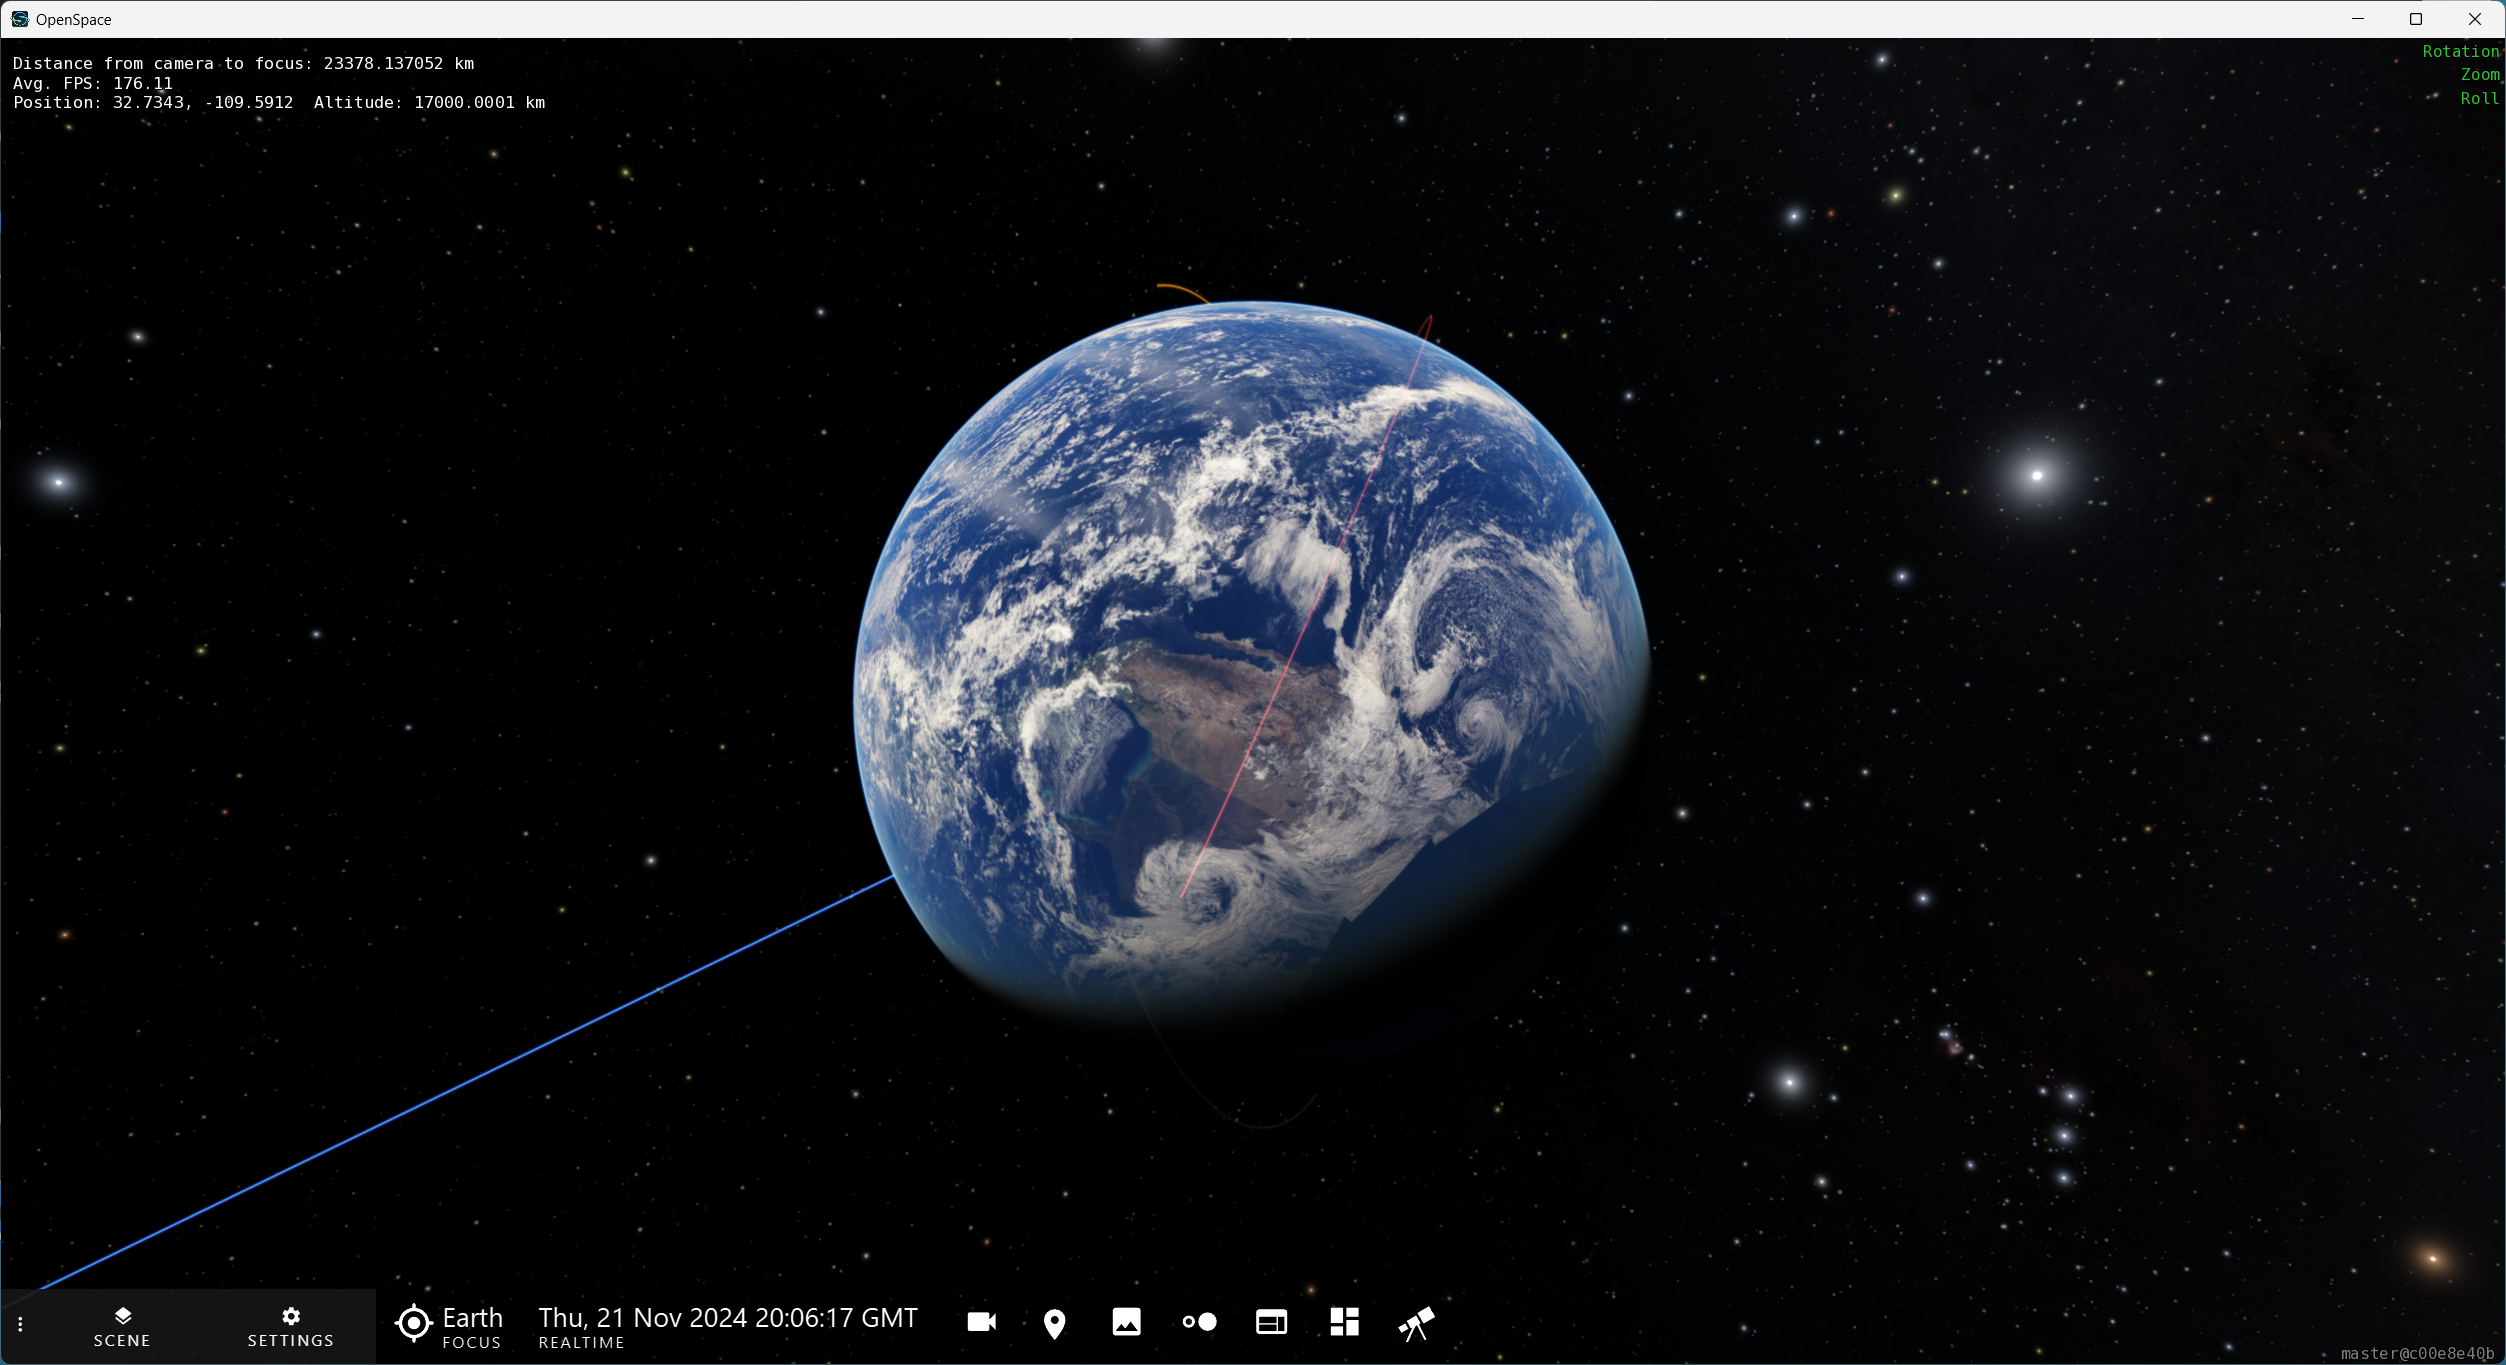 OpenSpace
Distance from camera to focus: 23378.137052 km
Avg. FPS: 176.11
Position: 32.7343, -109.5912  Altitude: 17000.0001 km
Rotation
Zoom
Roll
SCENE
SETTINGS
Earth
FOCUS
Thu, 21 Nov 2024 20:06:17 GMT
REALTIME
master@c00e8e40b